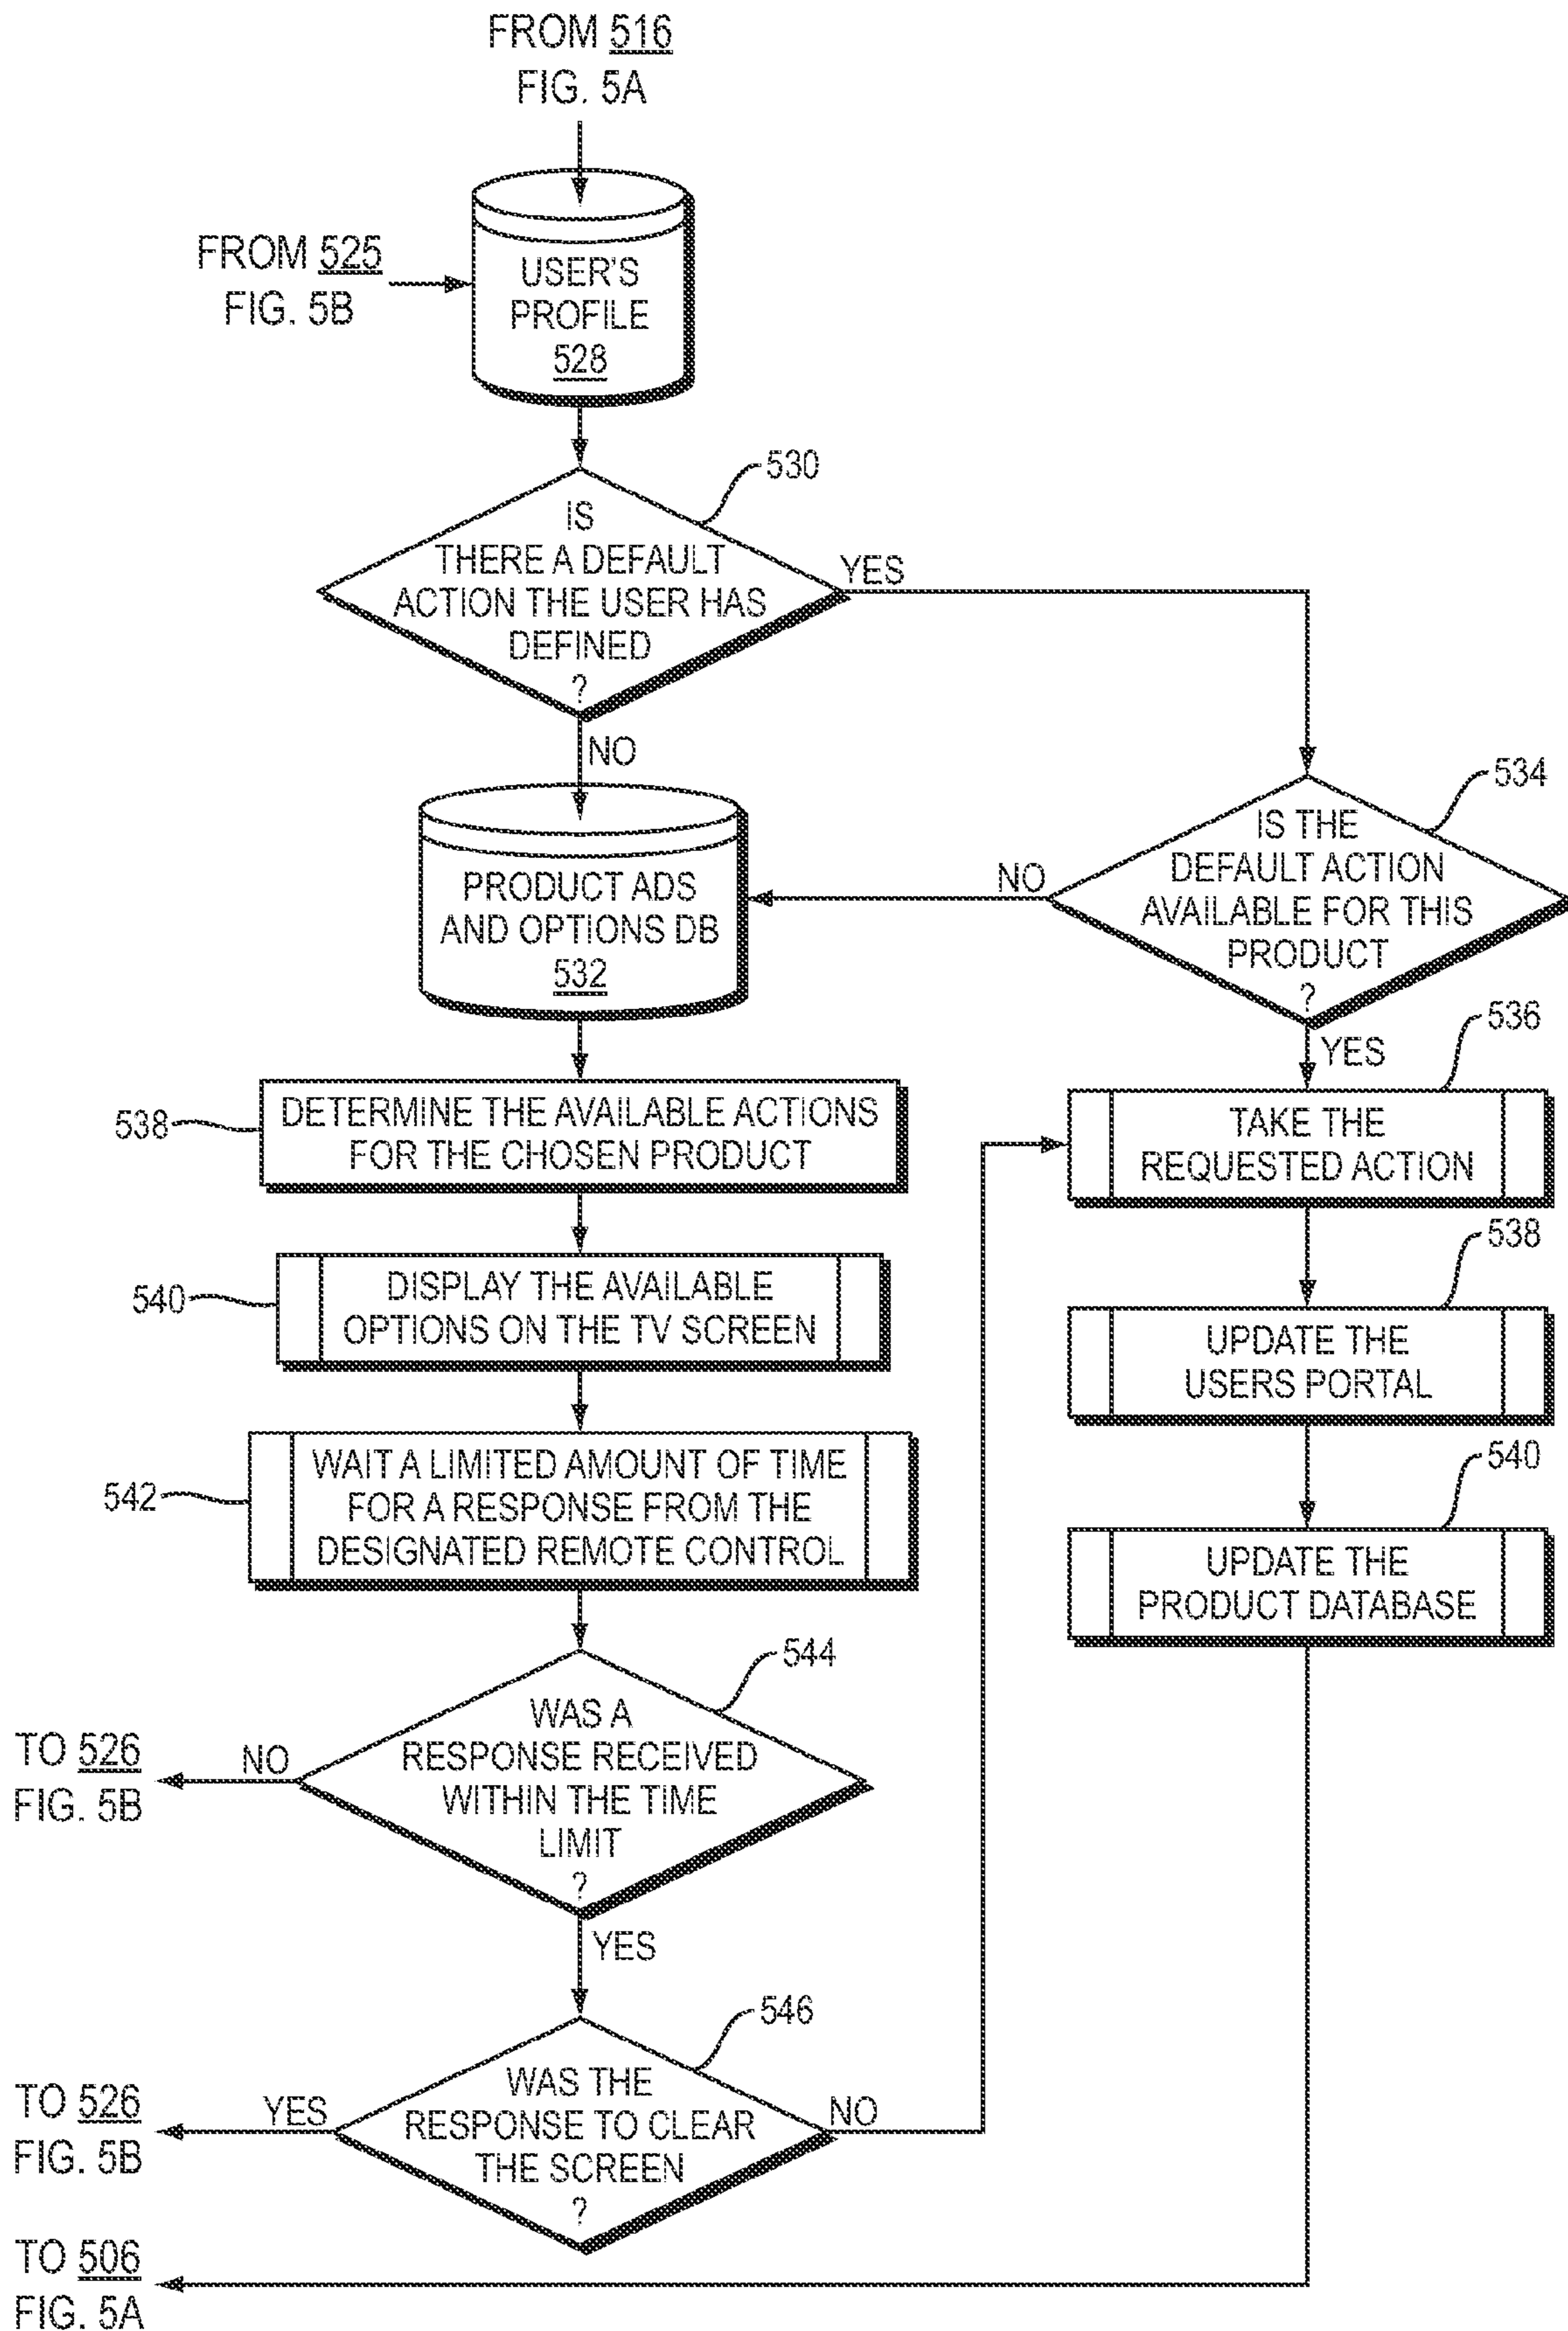 FROM 516
FIG. 5A
FROM 525
FIG. 5B
USER'S
PROFILE
528
530
IS
THERE A DEFAULT
ACTION THE USER HAS
DEFINED
?
YES
NO
534
IS THE
DEFAULT ACTION
AVAILABLE FOR THIS
PRODUCT
?
NO
YES
PRODUCT ADS
AND OPTIONS DB
532
536
TAKE THE
REQUESTED ACTION
538
DETERMINE THE AVAILABLE ACTIONS
FOR THE CHOSEN PRODUCT
538
UPDATE THE
USERS PORTAL
540
DISPLAY THE AVAILABLE
OPTIONS ON THE TV SCREEN
540
UPDATE THE
PRODUCT DATABASE
542
WAIT A LIMITED AMOUNT OF TIME
FOR A RESPONSE FROM THE
DESIGNATED REMOTE CONTROL
544
WAS A
RESPONSE RECEIVED
WITHIN THE TIME
LIMIT
?
NO
TO 526
FIG. 5B
YES
546
WAS THE
RESPONSE TO CLEAR
THE SCREEN
?
YES
NO
TO 526
FIG. 5B
TO 506
FIG. 5A